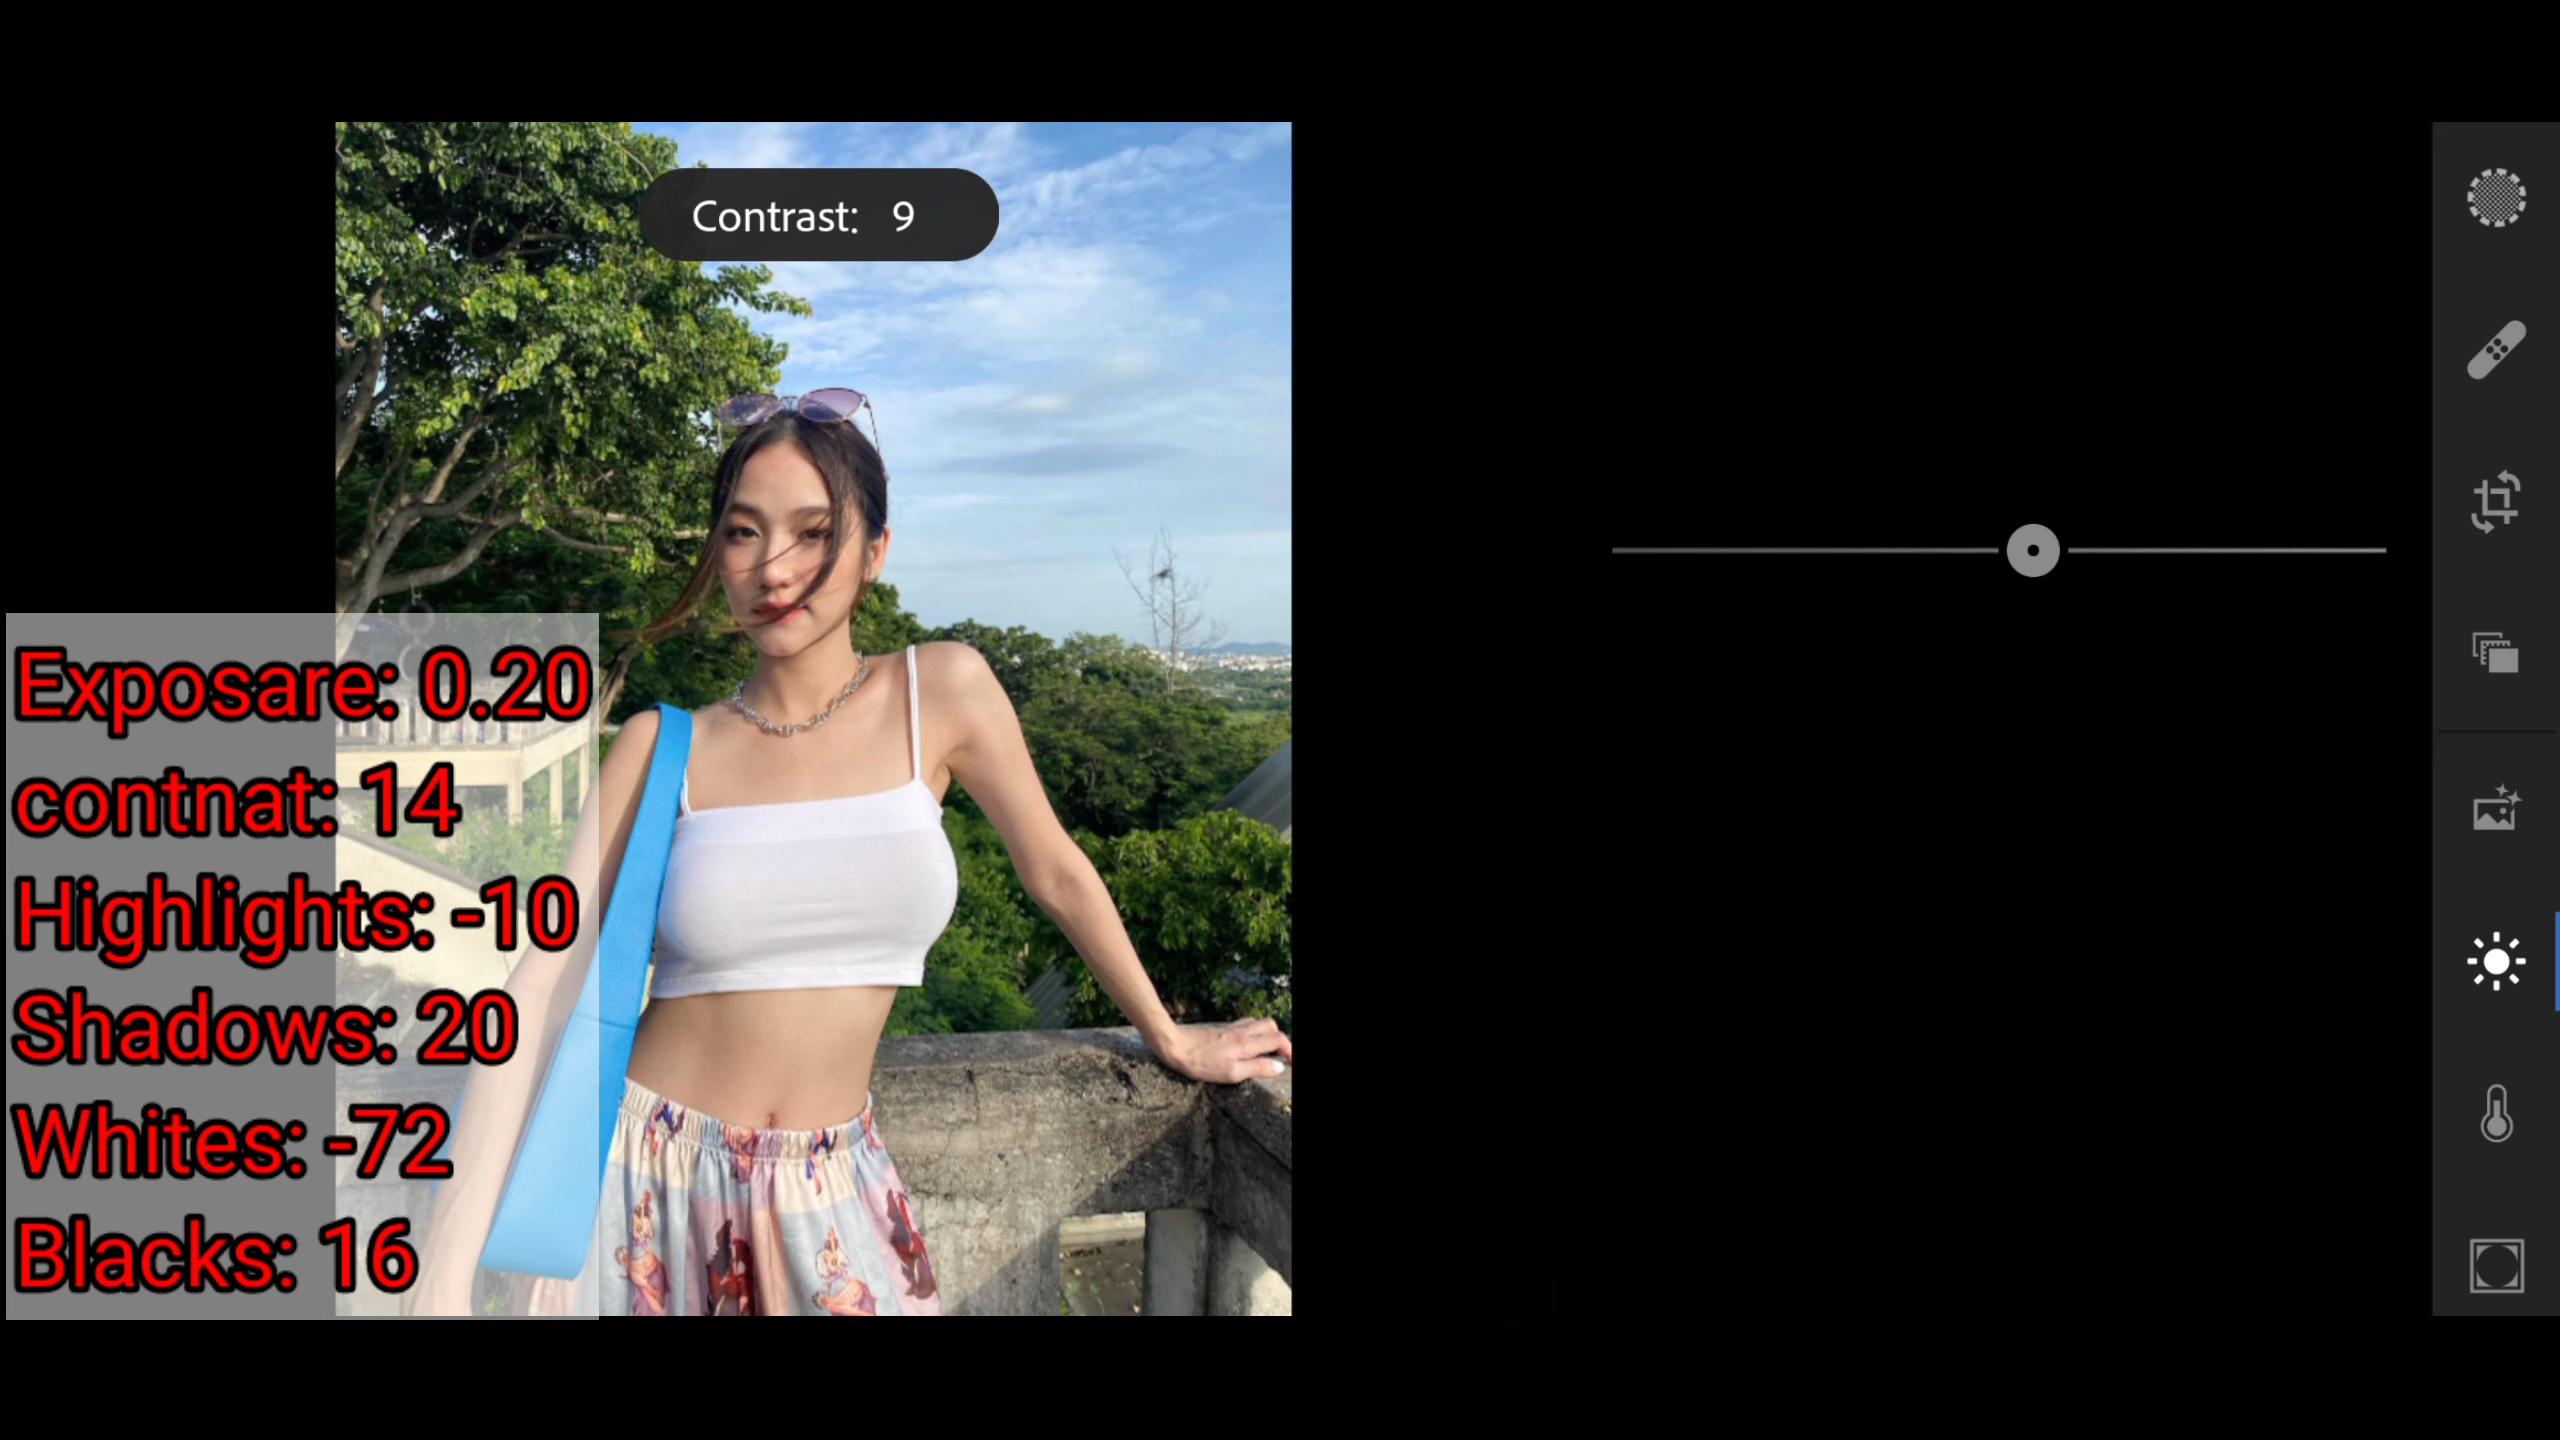 Contrast: 9
Exposare: 0.20
contnat: 14
Highlights: -10
Shadows: 20
Whites: -72
Blacks: 16